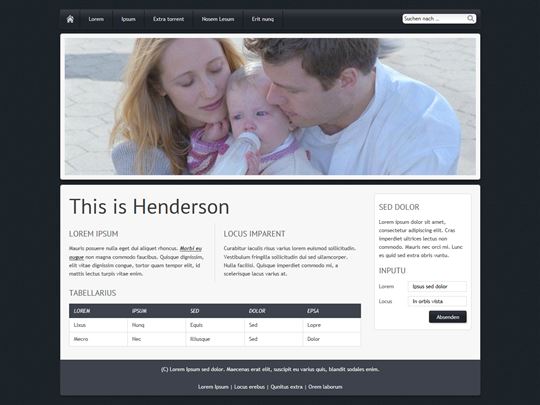 Lorem Ipsum Extra torrent Nosem Lesum Erit nunq Suchen nach ...
This is Henderson
LOREM IPSUM
Mauris posuere nulla eget dui aliquet rhoncus. Morbi eu
augue non magna commodo faucibus. Quisque dignissim,
elit vitae dignissim congue, tortor quam tempor elit, id
mattis lectus turpis vitae enim.
LOCUS IMPARENT
Curabitur iaculis risus varius lorem euismod sollicitudin.
Vestibulum fringilla sollicitudin dui sed ullamcorper.
Nulla facilisi. Quisque imperdiet commodo mi, a
scelerisque lacus varius at.
TABELLARIUS
LOREM IPSUM SED DOLOR EPSA
Lixus Nunq Equis Sed Lopre
Mecro Nec Illiusque Sed Dolor
SED DOLOR
Lorem ipsum dolor sit amet,
consectetur adipiscing elit. Cras
imperdiet ultrices lectus non
commodo. Mauris nec orci mi. Lunc
es quid sed extra obris vuntu.
INPUTU
Lorem Ipsus sed dolor
Locus In orbis vista
Absenden
(C) Lorem Ipsum sed dolor. Maecenas erat elit, suscipit eu varius quis, blandit sodales enim.
Lorem Ipsum | Locus erebus | Qunitus extra | Orem laborum